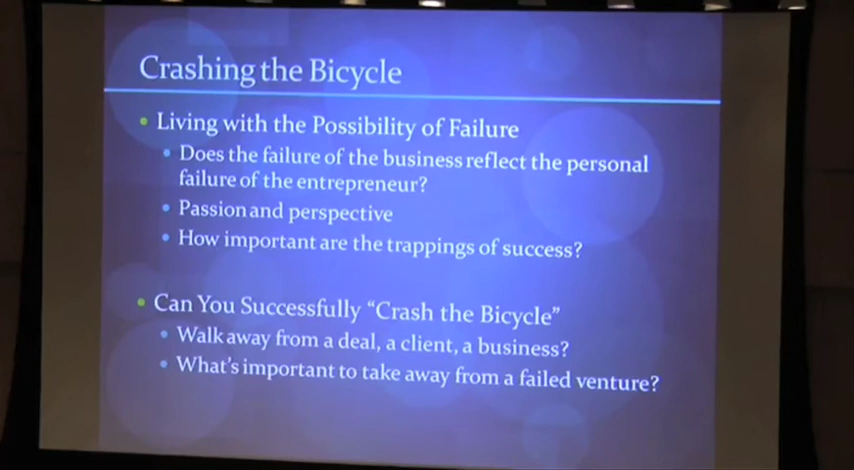 Crashing the Bicycle
• Living with the Possibility of Failure
• Does the failure of the business reflect the personal
failure of the entrepreneur?
• Passion and perspective
• How important are the trappings of success?
• Can You Successfully “Crash the Bicycle”
• Walk away from a deal, a client, a business?
• What’s important to take away from a failed venture?